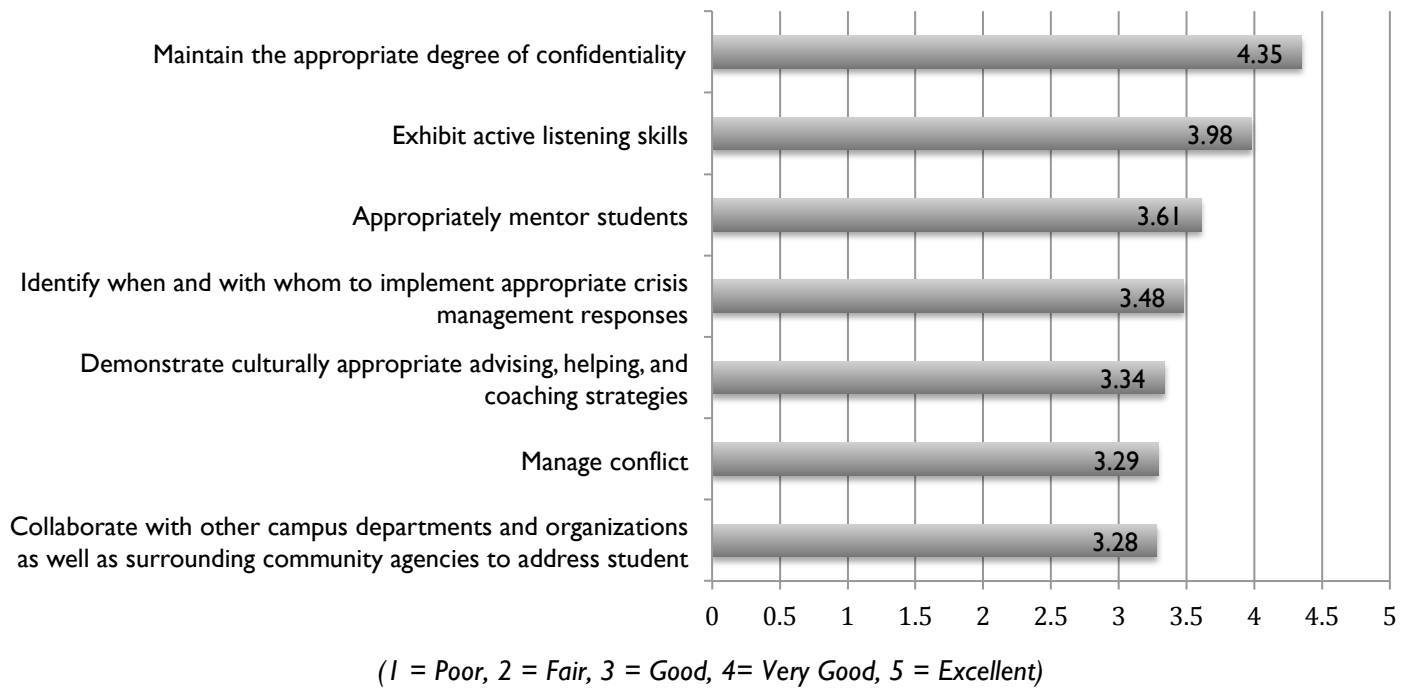 Maintain the appropriate degree of confidentiality
4.35
Exhibit active listening skills
3.98
Appropriately mentor students
3.61
Identify when and with whom to implement appropriate crisis
management responses
3.48
Demonstrate culturally appropriate advising, helping, and
coaching strategies
3.34
Manage conflict
3.29
Collaborate with other campus departments and organizations
as well as surrounding community agencies to address student
3.28
0 0.5 1 1.5 2 2.5 3 3.5 4 4.5 5
(1 = Poor, 2 = Fair, 3 = Good, 4= Very Good, 5 = Excellent)